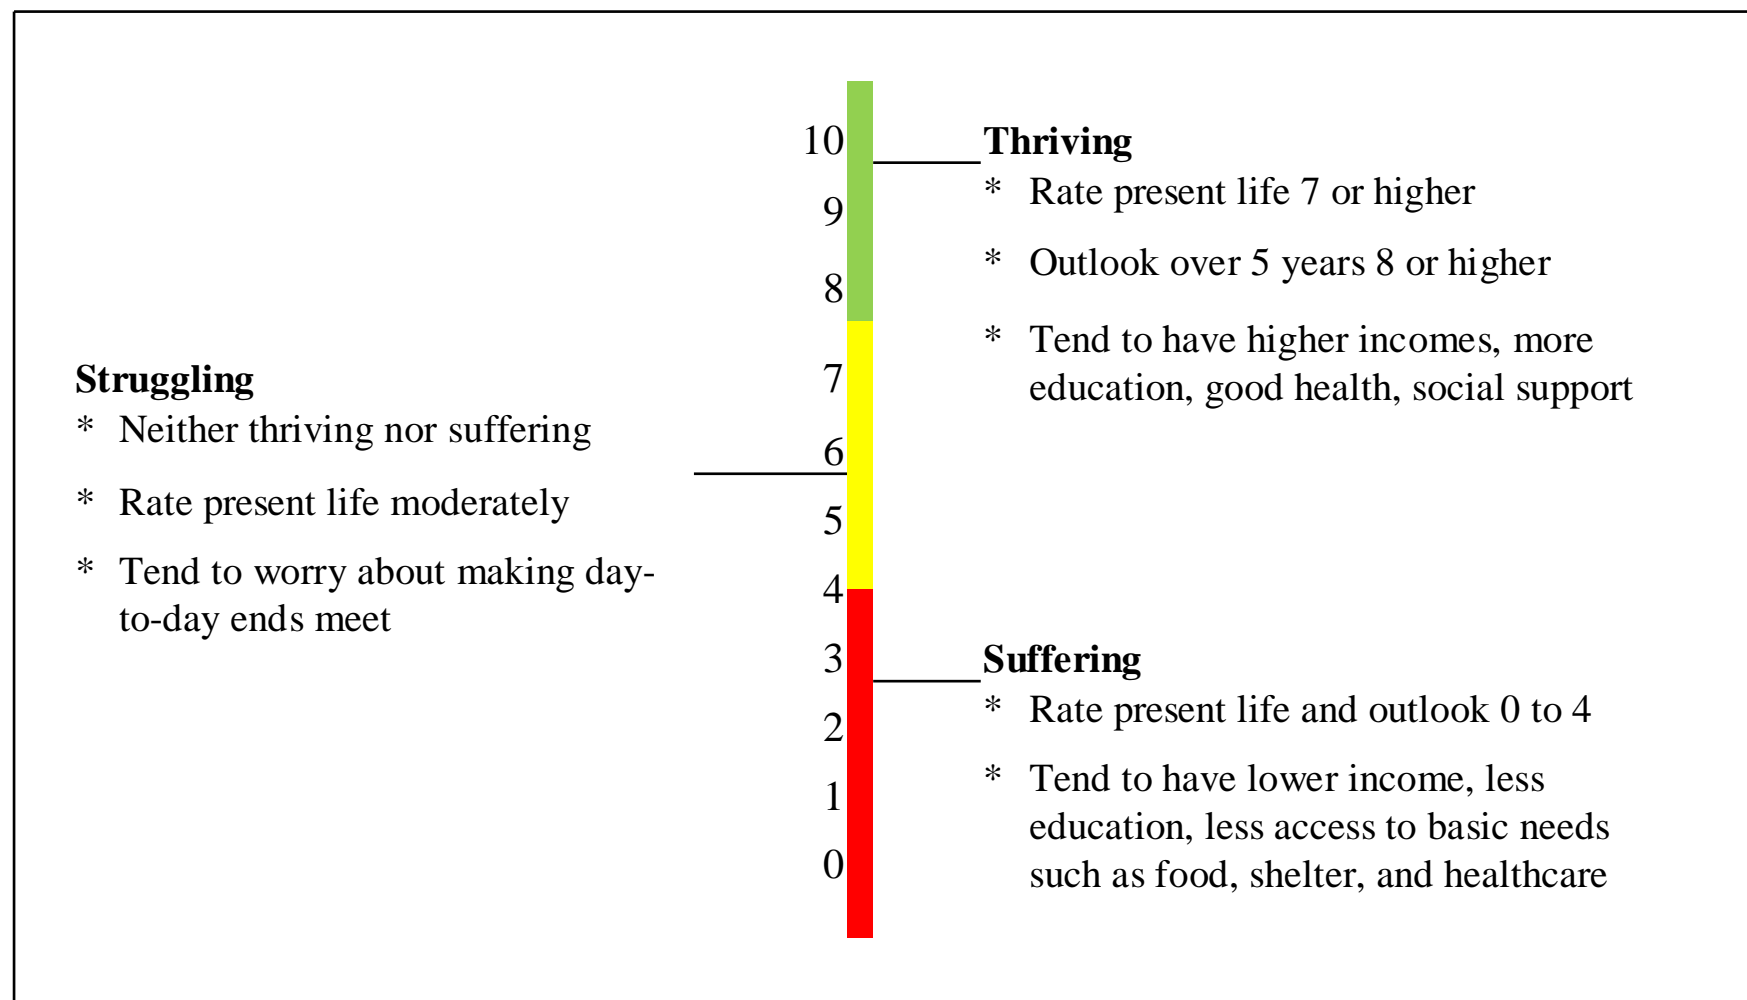 Struggling
* Neither thriving nor suffering
* Rate present life moderately
* Tend to worry about making day-
to-day ends meet
10
9
8
7
6
5
4
3
2
1
0
Thriving
* Rate present life 7 or higher
* Outlook over 5 years 8 or higher
* Tend to have higher incomes, more
education, good health, social support
Suffering
* Rate present life and outlook 0 to 4
* Tend to have lower income, less
education, less access to basic needs
such as food, shelter, and healthcare